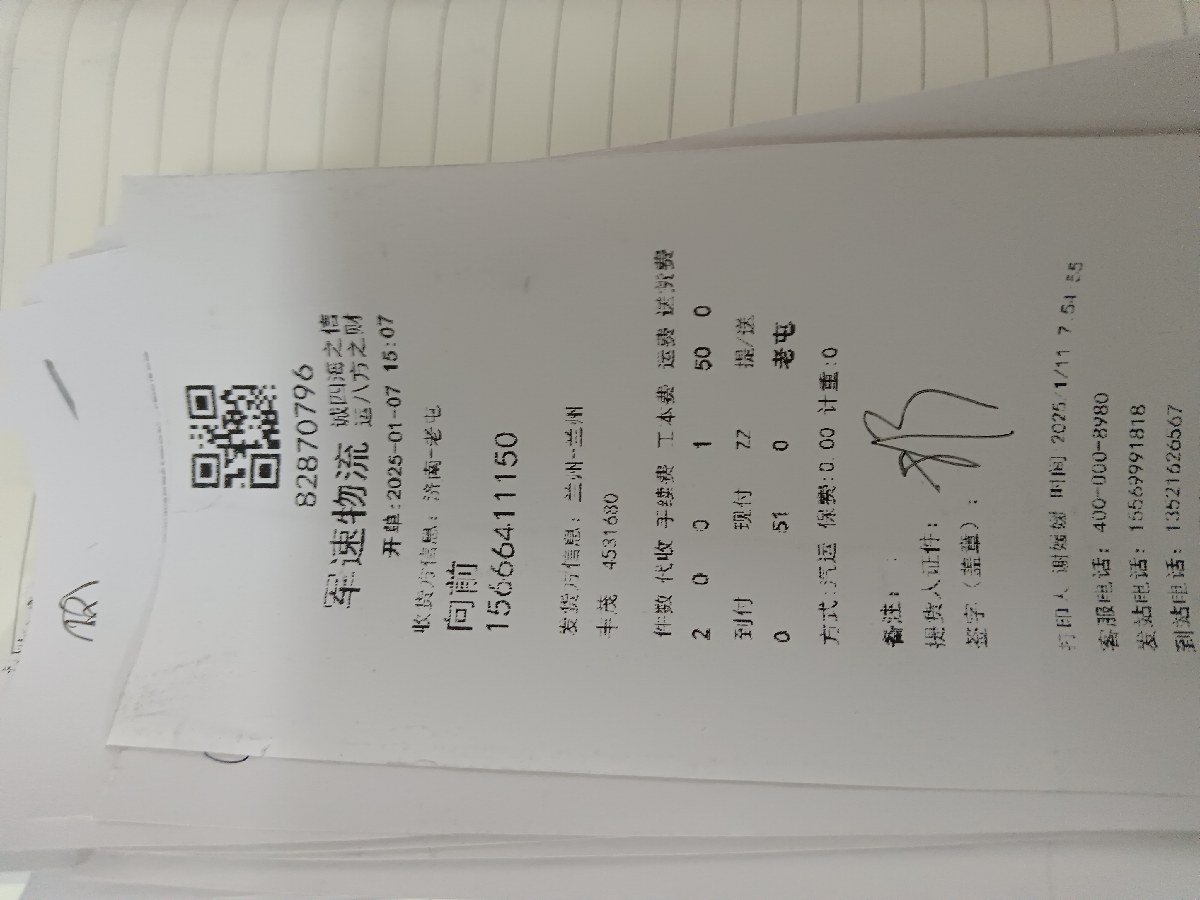 82870796
军速物流 诚四海之信
运八方之财
开单:2025-01-07 15:07
收货方信息: 济南-老屯
向前
15666411150
发货方信息: 兰州-兰州
丰茂 4531680
件数 代收 手续费 工本费 运费 送货费
2 0 0 1 50 0
到付 现付 ZZ 提/送
0 51 0 老屯
方式:汽运 保费:0.00 计重:0
备注:
提货人证件:
签字(盖章):
打印人 谢媛媛 时间 2025/1/11 7:54:55
客服电话: 400-000-8980
发站电话: 15569991818
到站电话: 13521626567